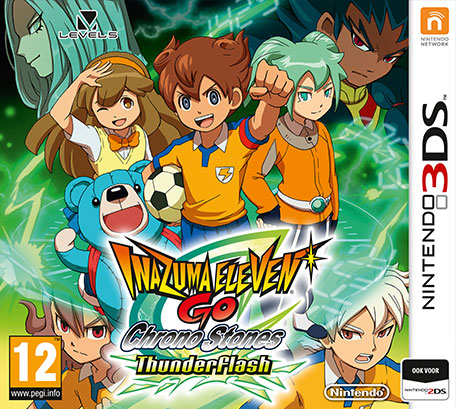 LEVEL5
NINTENDO
NETWORK
NINTENDO 3DS
INAZUMA ELEVEN
GO
Chrono Stones
Thunderflash
12
www.pegi.info
Nintendo
OOK VOOR
NINTENDO 2DS